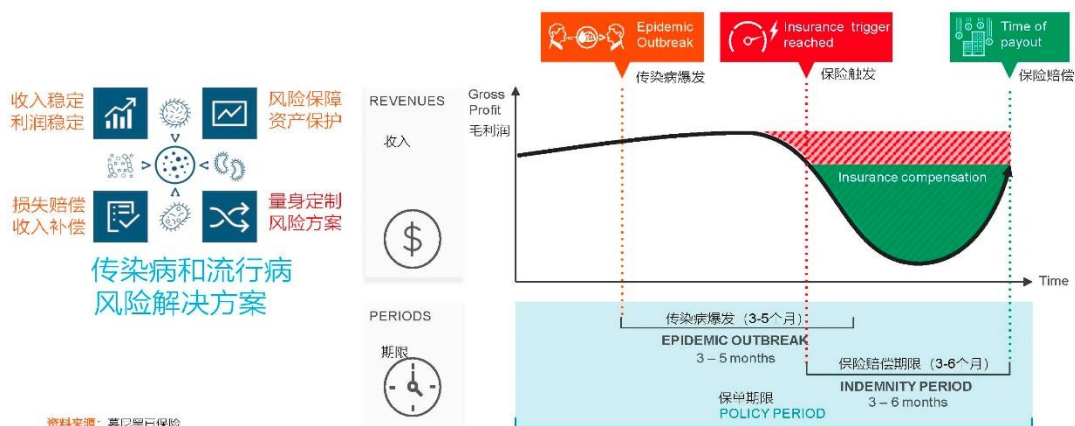 收入稳定
利润稳定
风险保障
资产保护
损失赔偿
收入补偿
量身定制
风险方案
传染病和流行病
风险解决方案
REVENUES
收入
$
PERIODS
期限
Epidemic
Outbreak
传染病爆发
Insurance trigger
reached
保险触发
Time of
payout
保险赔偿
Gross
Profit
毛利润
Insurance compensation
Time
传染病爆发（3-5个月）
EPIDEMIC OUTBREAK
3 – 5 months
保险赔偿期限（3-6个月）
INDEMNITY PERIOD
3 – 6 months
保单期限
POLICY PERIOD
资料来源：